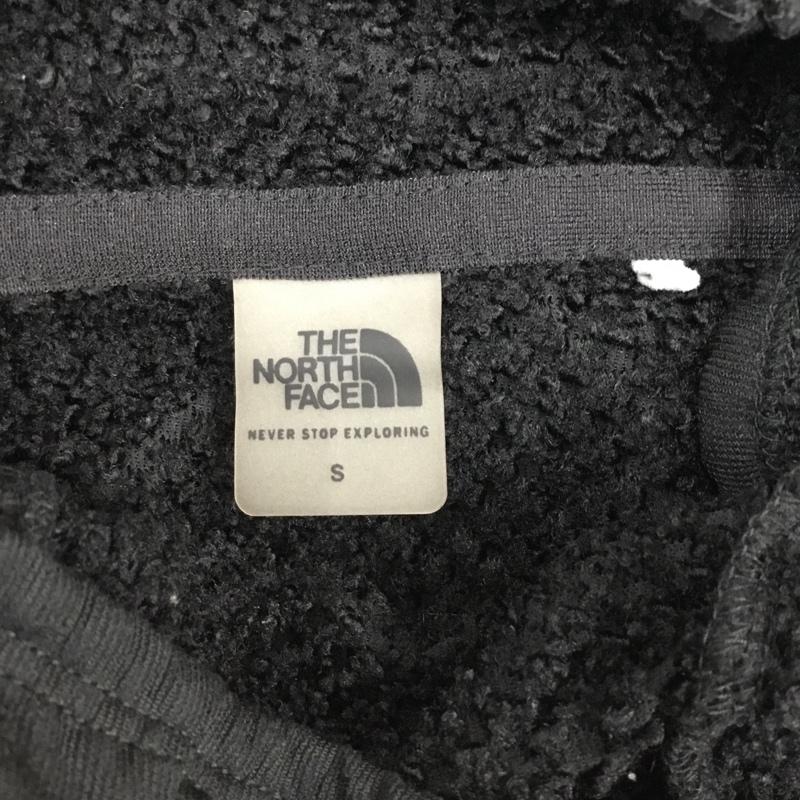 THE
NORTH
FACE
NEVER STOP EXPLORING
S